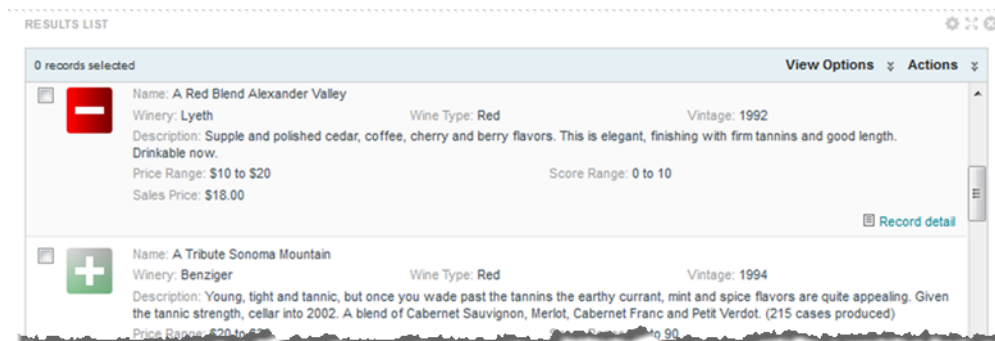 RESULTS LIST
0 records selected View Options Actions
Name: A Red Blend Alexander Valley
Winery: Lyeth Wine Type: Red Vintage: 1992
Description: Supple and polished cedar, coffee, cherry and berry flavors. This is elegant, finishing with firm tannins and good length.
Drinkable now.
Price Range: $10 to $20 Score Range: 0 to 10
Sales Price: $18.00
Record detail
Name: A Tribute Sonoma Mountain
Winery: Benziger Wine Type: Red Vintage: 1994
Description: Young, tight and tannic, but once you wade past the tannins the earthy currant, mint and spice flavors are quite appealing. Given
the tannic strength, cellar into 2002. A blend of Cabernet Sauvignon, Merlot, Cabernet Franc and Petit Verdot. (215 cases produced)
Price Range: $20 to 90